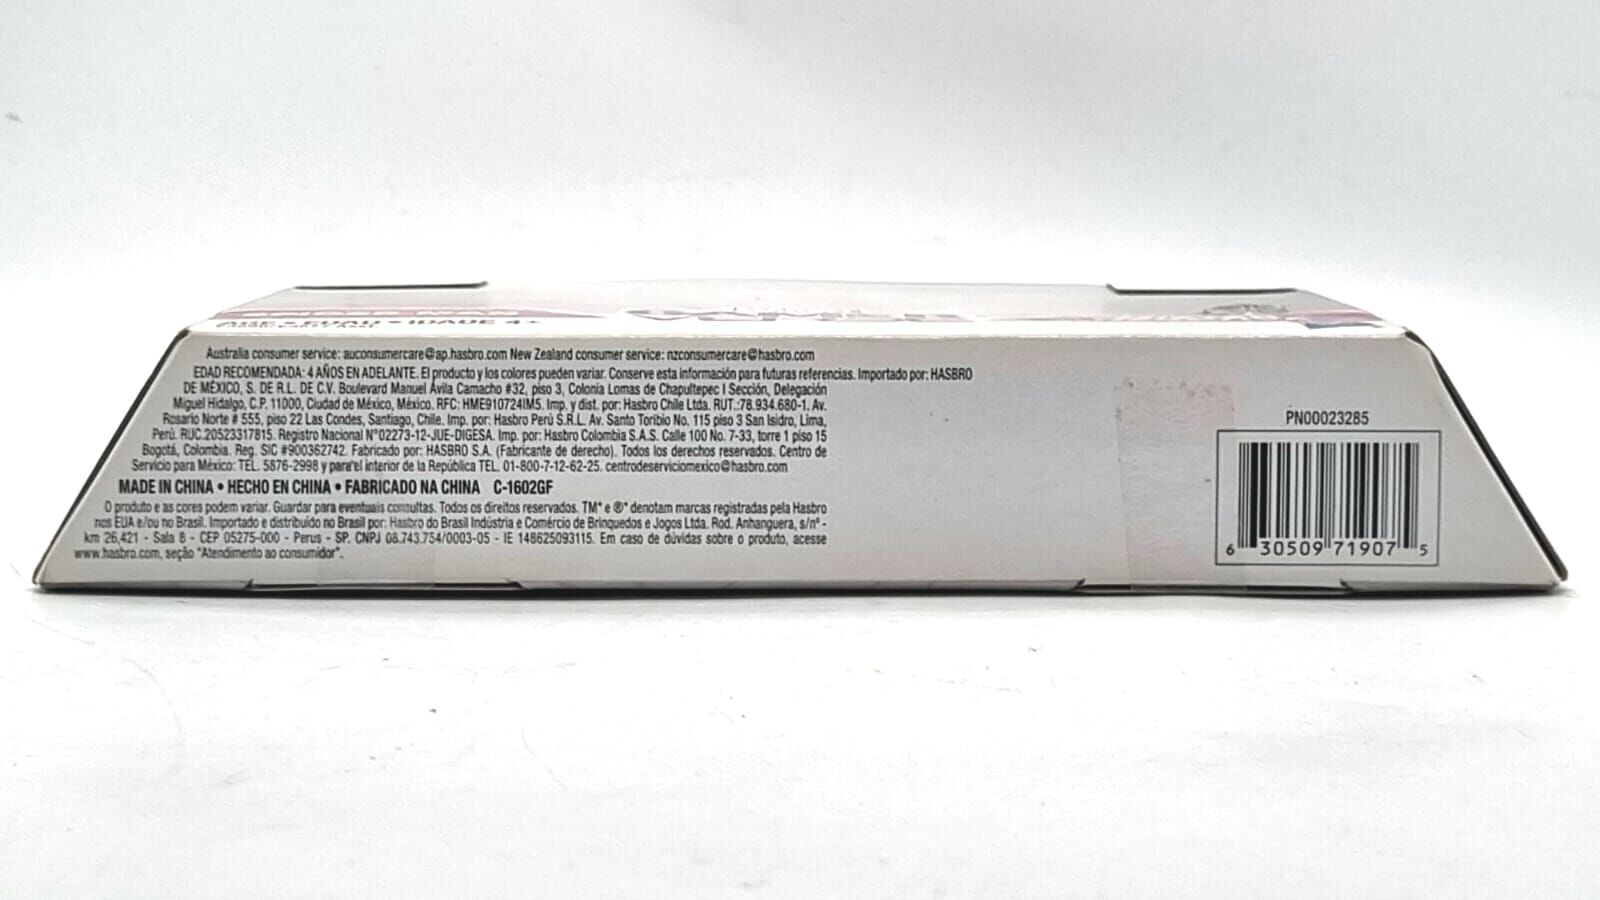 SPIDER-MAN
AGE • EDAD • IDADE 4+
Australia consumer service: auconsumercare@ap.hasbro.com New Zealand consumer service: nzconsumercare@hasbro.com
EDAD RECOMENDADA: 4 AÑOS EN ADELANTE. El producto y los colores pueden variar. Conserve esta información para futuras referencias. Importado por: HASBRO
DE MÉXICO, S. DE R.L. DE C.V. Boulevard Manuel Ávila Camacho #32, piso 3, Colonia Lomas de Chapultepec I Sección, Delegación
Miguel Hidalgo, C.P. 11000, Ciudad de México, México. RFC: HME910724IM5. Imp. y dist. por: Hasbro Chile Ltda. RUT.:78.934.680-1. Av.
Rosario Norte # 555, piso 22 Las Condes, Santiago, Chile. Imp. por: Hasbro Perú S.R.L. Av. Santo Toribio No. 115 piso 3 San Isidro, Lima,
Perú. RUC.20523317815. Registro Nacional N°02273-12-JUE-DIGESA. Imp. por: Hasbro Colombia S.A.S. Calle 100 No. 7-33, torre 1 piso 15
Bogotá, Colombia. Reg. SIC #900362742. Fabricado por: HASBRO S.A. (Fabricante de derecho). Todos los derechos reservados. Centro de
Servicio para México: TEL. 5876-2998 y para el interior de la República TEL. 01-800-7-12-62-25. centrodeserviciomexico@hasbro.com
MADE IN CHINA • HECHO EN CHINA • FABRICADO NA CHINA C-1602GF
O produto e as cores podem variar. Guardar para eventuais consultas. Todos os direitos reservados. TM* e ®* denotam marcas registradas pela Hasbro
nos EUA e/ou no Brasil. Importado e distribuído no Brasil por: Hasbro do Brasil Indústria e Comércio de Brinquedos e Jogos Ltda. Rod. Anhanguera, s/nº -
km 26,421 - Sala 8 - CEP 05275-000 - Perus - SP. CNPJ 08.743.754/0003-05 - IE 148625093115. Em caso de dúvidas sobre o produto, acesse
www.hasbro.com, seção "Atendimento ao consumidor".
PN00023285
6 30509 71907 5